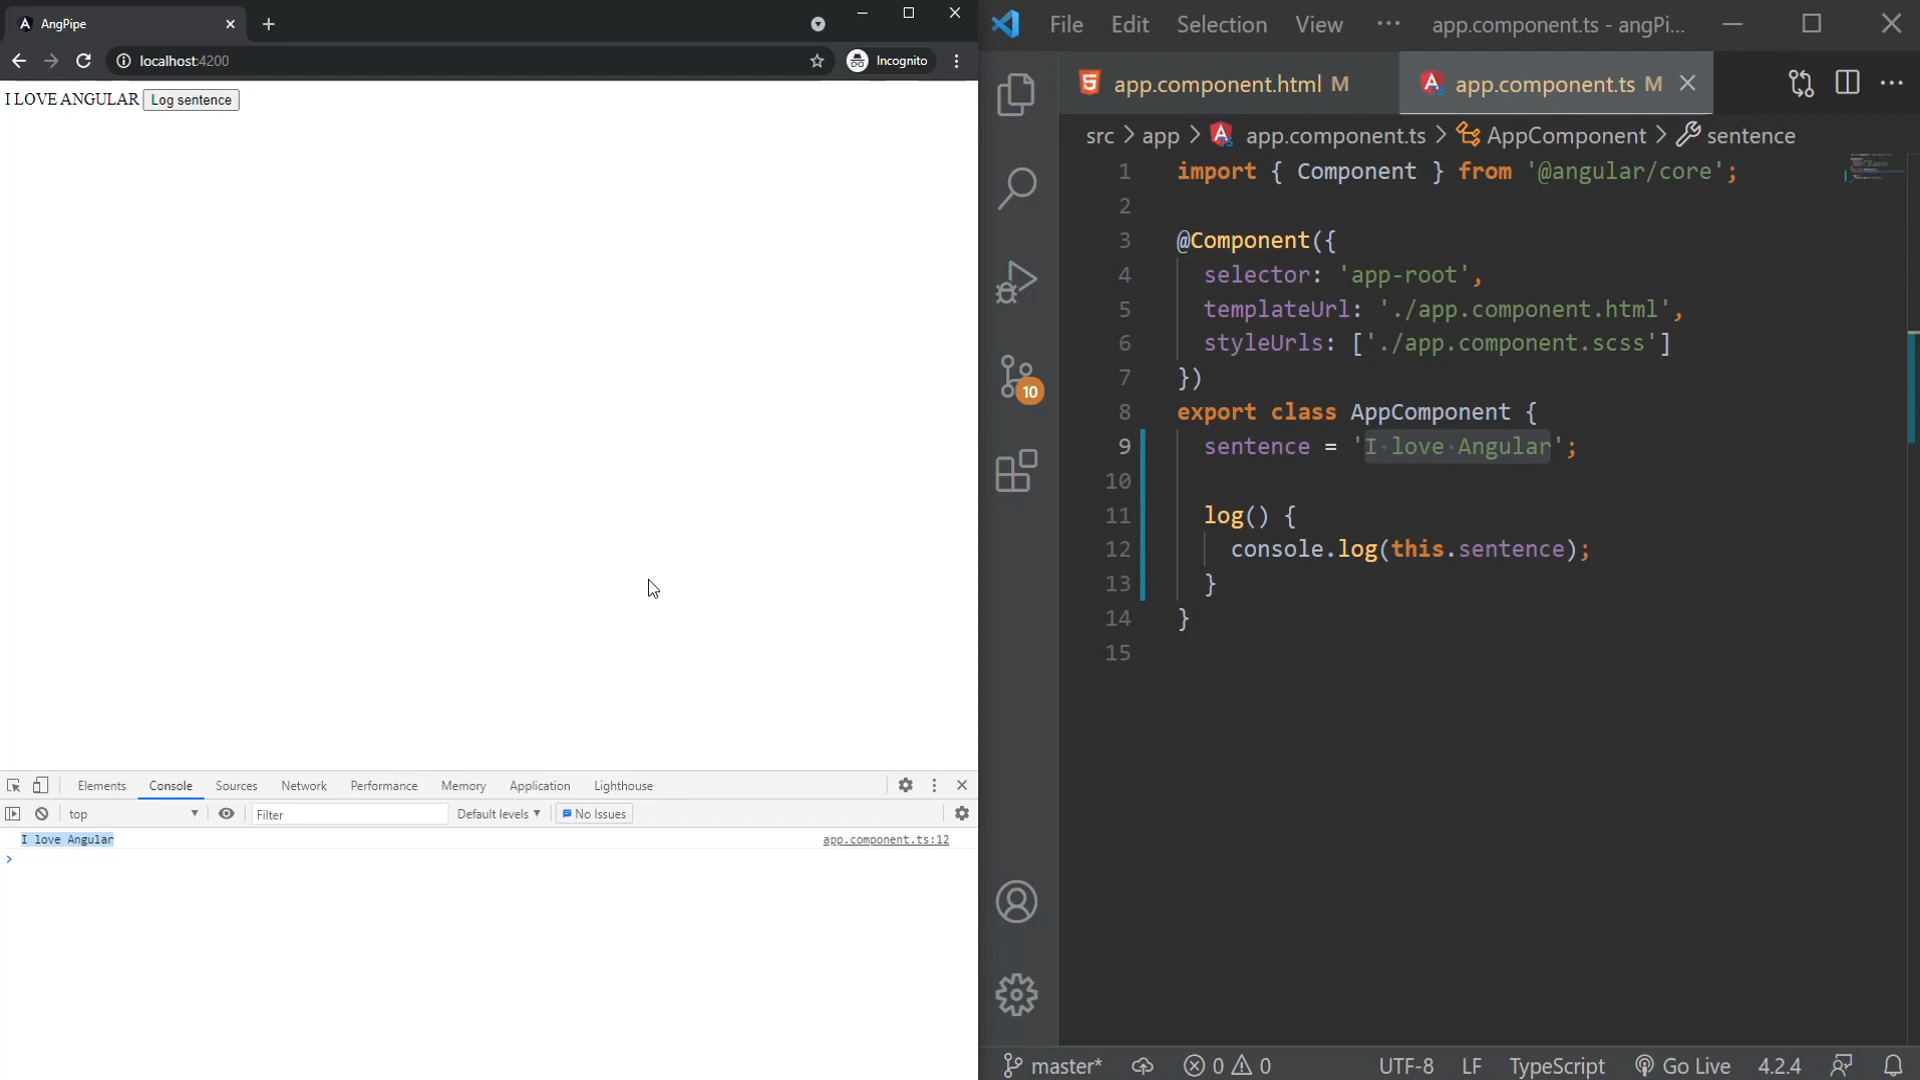 AngPipe
localhost:4200
Incognito
I LOVE ANGULAR Log sentence
Elements Console Sources Network Performance Memory Application Lighthouse
top Filter Default levels No Issues
I love Angular app.component.ts:12
File Edit Selection View ··· app.component.ts - angPi...
app.component.html M app.component.ts M
src > app > app.component.ts > AppComponent > sentence
1 import { Component } from '@angular/core';
2
3 @Component({
4 selector: 'app-root',
5 templateUrl: './app.component.html',
6 styleUrls: ['./app.component.scss']
7 })
8 export class AppComponent {
9 sentence = 'I·love·Angular';
10
11 log() {
12 console.log(this.sentence);
13 }
14 }
15
10
master* 0 0 UTF-8 LF TypeScript Go Live 4.2.4